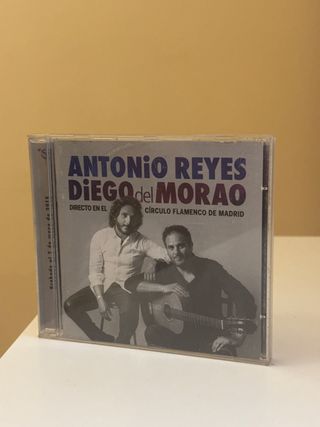 ANTONiO REYES
DiEGO del MORAO
DIRECTO EN EL CÍRCULO FLAMENCO DE MADRID